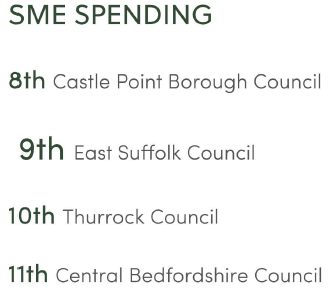 SME SPENDING
8th Castle Point Borough Council
9th East Suffolk Council
10th Thurrock Council
11th Central Bedfordshire Council